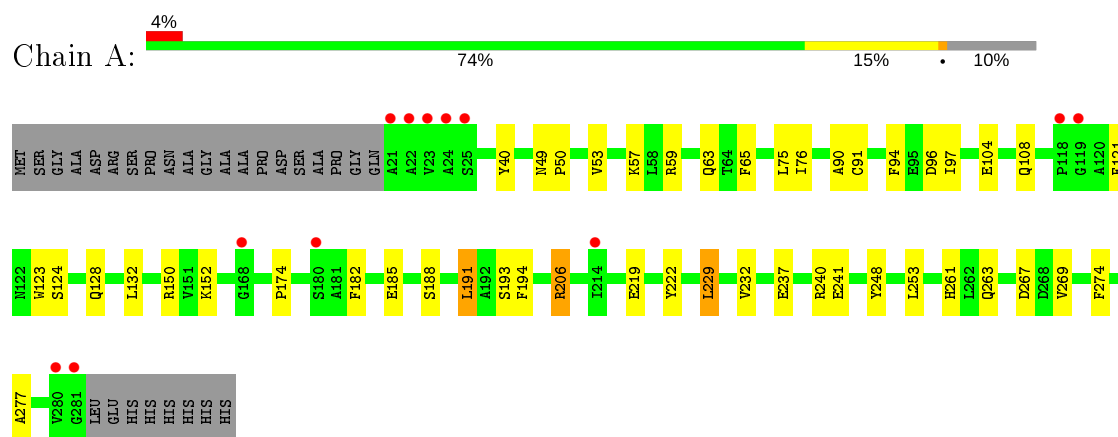 4%
Chain A:
74% 15% • 10%
MET SER GLY ALA ASP ARG SER PRO ASN ALA GLY ALA ALA PRO ASP SER ALA PRO GLY GLN A21 A22 V23 A24 S25 Y40 N49 P50 V53 K57 L58 R59 Q63 T64 F65 L75 I76 A90 C91 F94 E95 D96 I97 E104 Q108 P118 G119 A120 E121
N122 W123 S124 Q128 L132 R150 V151 K152 G168 P174 S180 A181 F182 E185 S188 L191 A192 S193 F194 R206 I214 E219 Y222 L229 V232 E237 R240 E241 Y248 L253 H261 L262 Q263 D267 D268 V269 F274
A277 V280 G281 LEU GLU HIS HIS HIS HIS HIS HIS